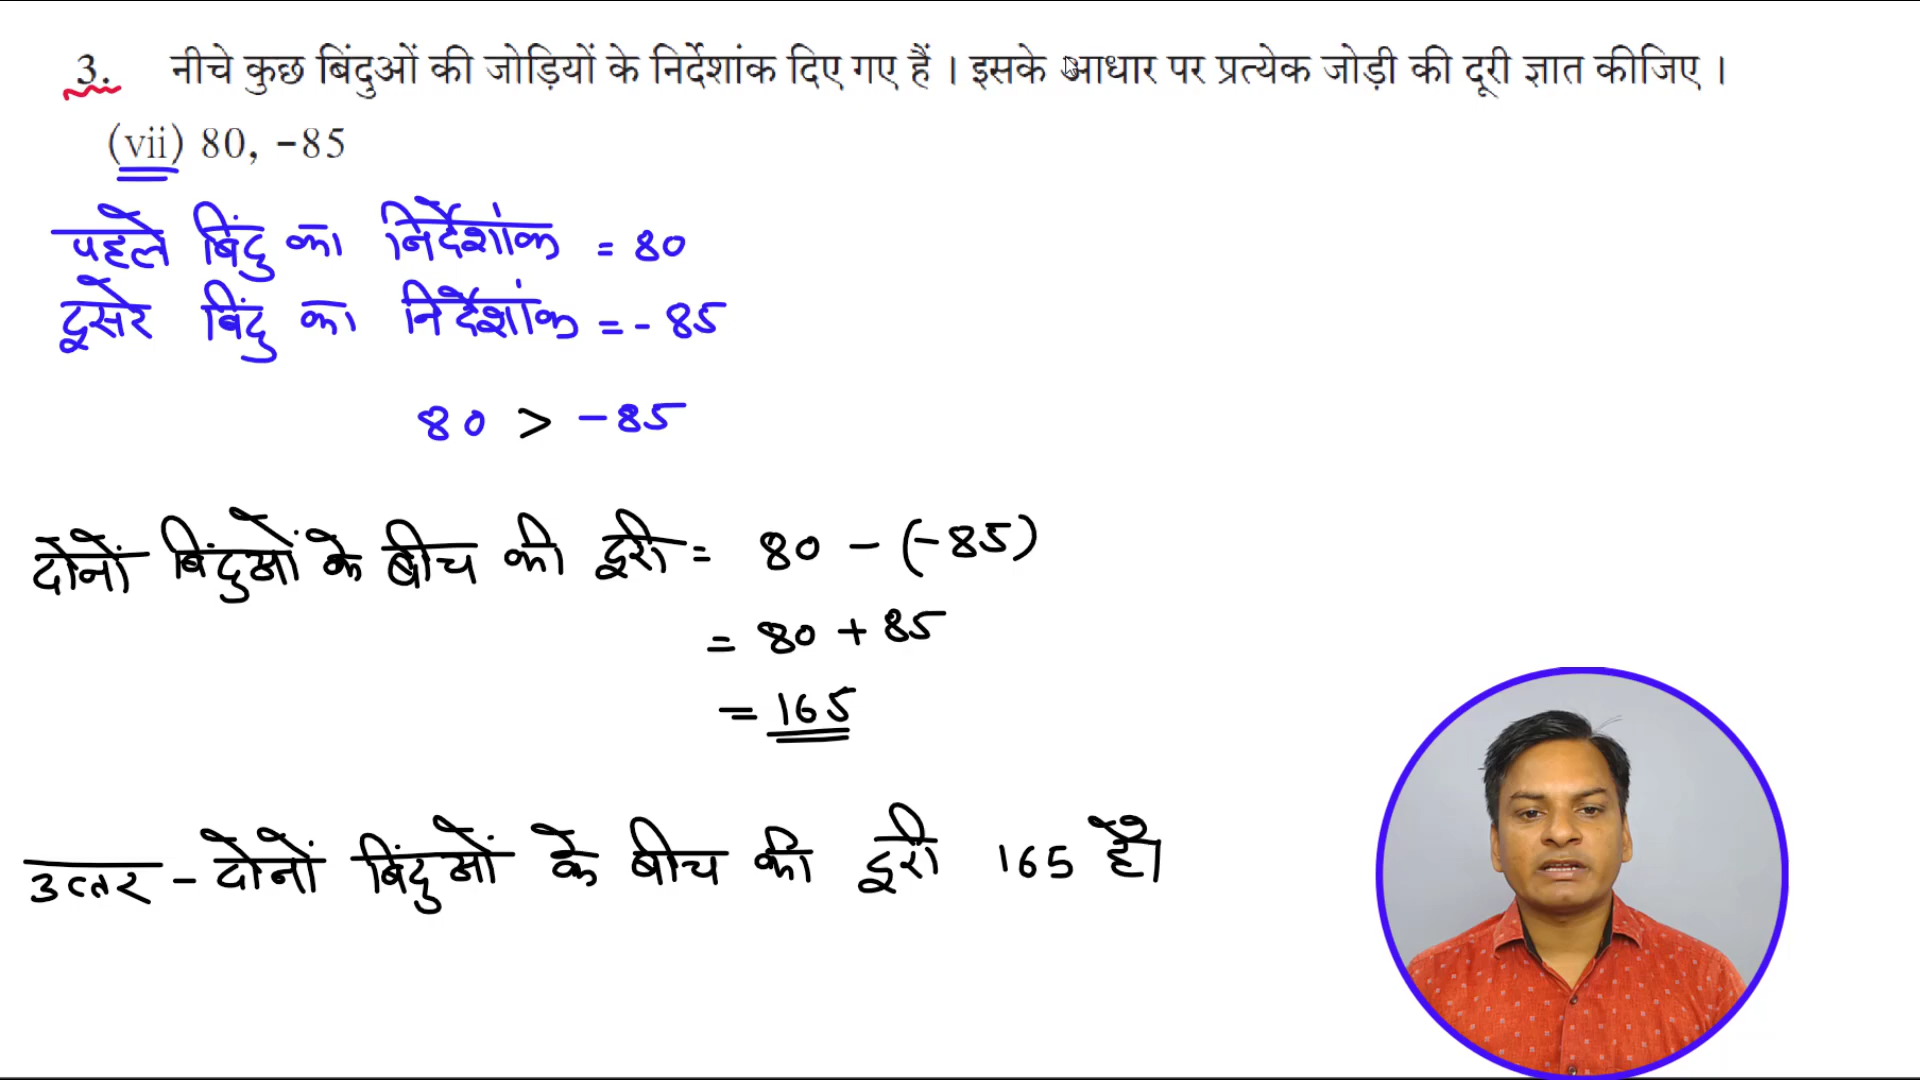 3. नीचे कुछ बिंदुओं की जोड़ियों के निर्देशांक दिए गए हैं । इसके आधार पर प्रत्येक जोड़ी की दूरी ज्ञात कीजिए ।
(vii) 80, -85
पहले बिंदु का निर्देशांक = 80
दूसरे बिंदु का निर्देशांक = - 85
80 > -85
दोनों बिंदुओं के बीच की दूरी = 80 - (-85)
= 80 + 85
= 165
उत्तर - दोनों बिंदुओं के बीच की दूरी 165 है।